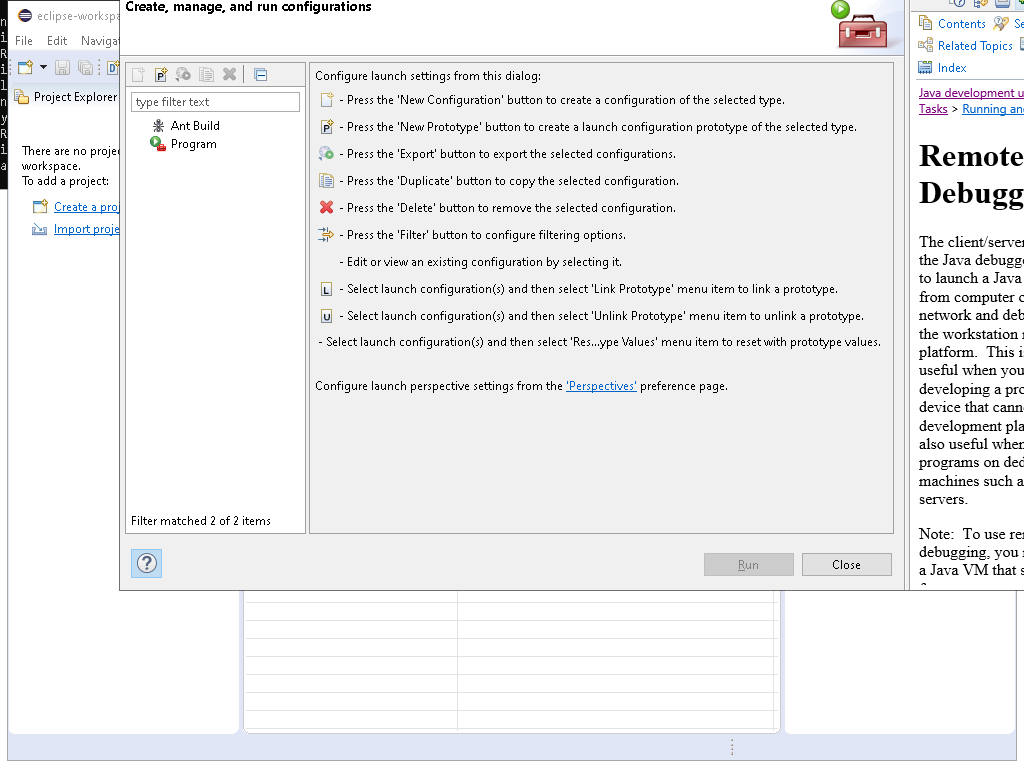 Create, manage, and run configurations
eclipse-workspa
File Edit Navigat
Project Explorer
There are no projec
workspace.
To add a project:
Create a proj
Import proje
type filter text
Ant Build
Program
Filter matched 2 of 2 items
Configure launch settings from this dialog:
- Press the 'New Configuration' button to create a configuration of the selected type.
- Press the 'New Prototype' button to create a launch configuration prototype of the selected type.
- Press the 'Export' button to export the selected configurations.
- Press the 'Duplicate' button to copy the selected configuration.
- Press the 'Delete' button to remove the selected configuration.
- Press the 'Filter' button to configure filtering options.
- Edit or view an existing configuration by selecting it.
L - Select launch configuration(s) and then select 'Link Prototype' menu item to link a prototype.
U - Select launch configuration(s) and then select 'Unlink Prototype' menu item to unlink a prototype.
- Select launch configuration(s) and then select 'Res...ype Values' menu item to reset with prototype values.
Configure launch perspective settings from the 'Perspectives' preference page.
Run Close
Contents Se
Related Topics
Index
Java development u
Tasks > Running and
Remote
Debugg
The client/server
the Java debugge
to launch a Java
from computer o
network and deb
the workstation r
platform. This is
useful when you
developing a pro
device that cann
development pla
also useful when
programs on ded
machines such a
servers.
Note: To use rem
debugging, you r
a Java VM that s